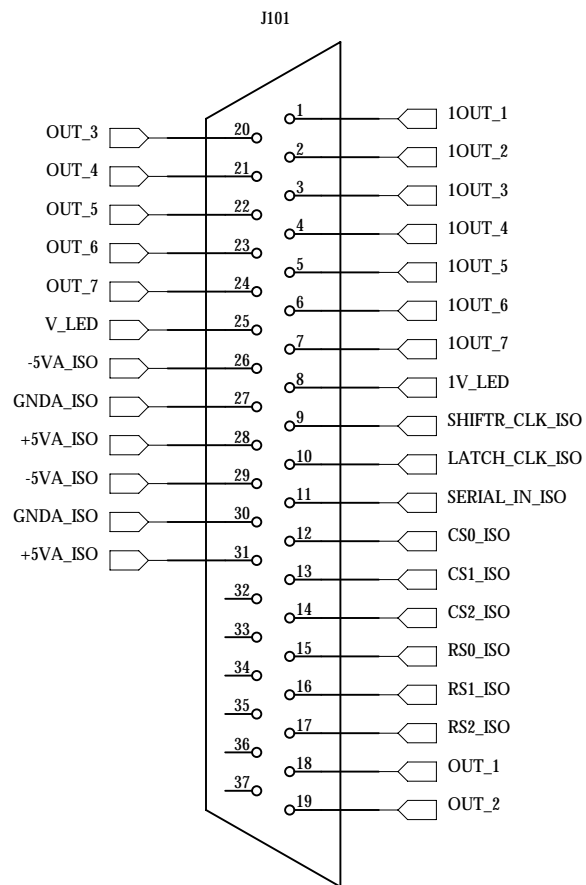 J101
1 1OUT_1
OUT_3 20
2 1OUT_2
OUT_4 21
3 1OUT_3
OUT_5 22
4 1OUT_4
OUT_6 23
5 1OUT_5
OUT_7 24
6 1OUT_6
V_LED 25
7 1OUT_7
-5VA_ISO 26
8 1V_LED
GNDA_ISO 27
9 SHIFTR_CLK_ISO
+5VA_ISO 28
10 LATCH_CLK_ISO
-5VA_ISO 29
11 SERIAL_IN_ISO
GNDA_ISO 30
12 CS0_ISO
+5VA_ISO 31
13 CS1_ISO
32
14 CS2_ISO
33
15 RS0_ISO
34
16 RS1_ISO
35
17 RS2_ISO
36
18 OUT_1
37
19 OUT_2